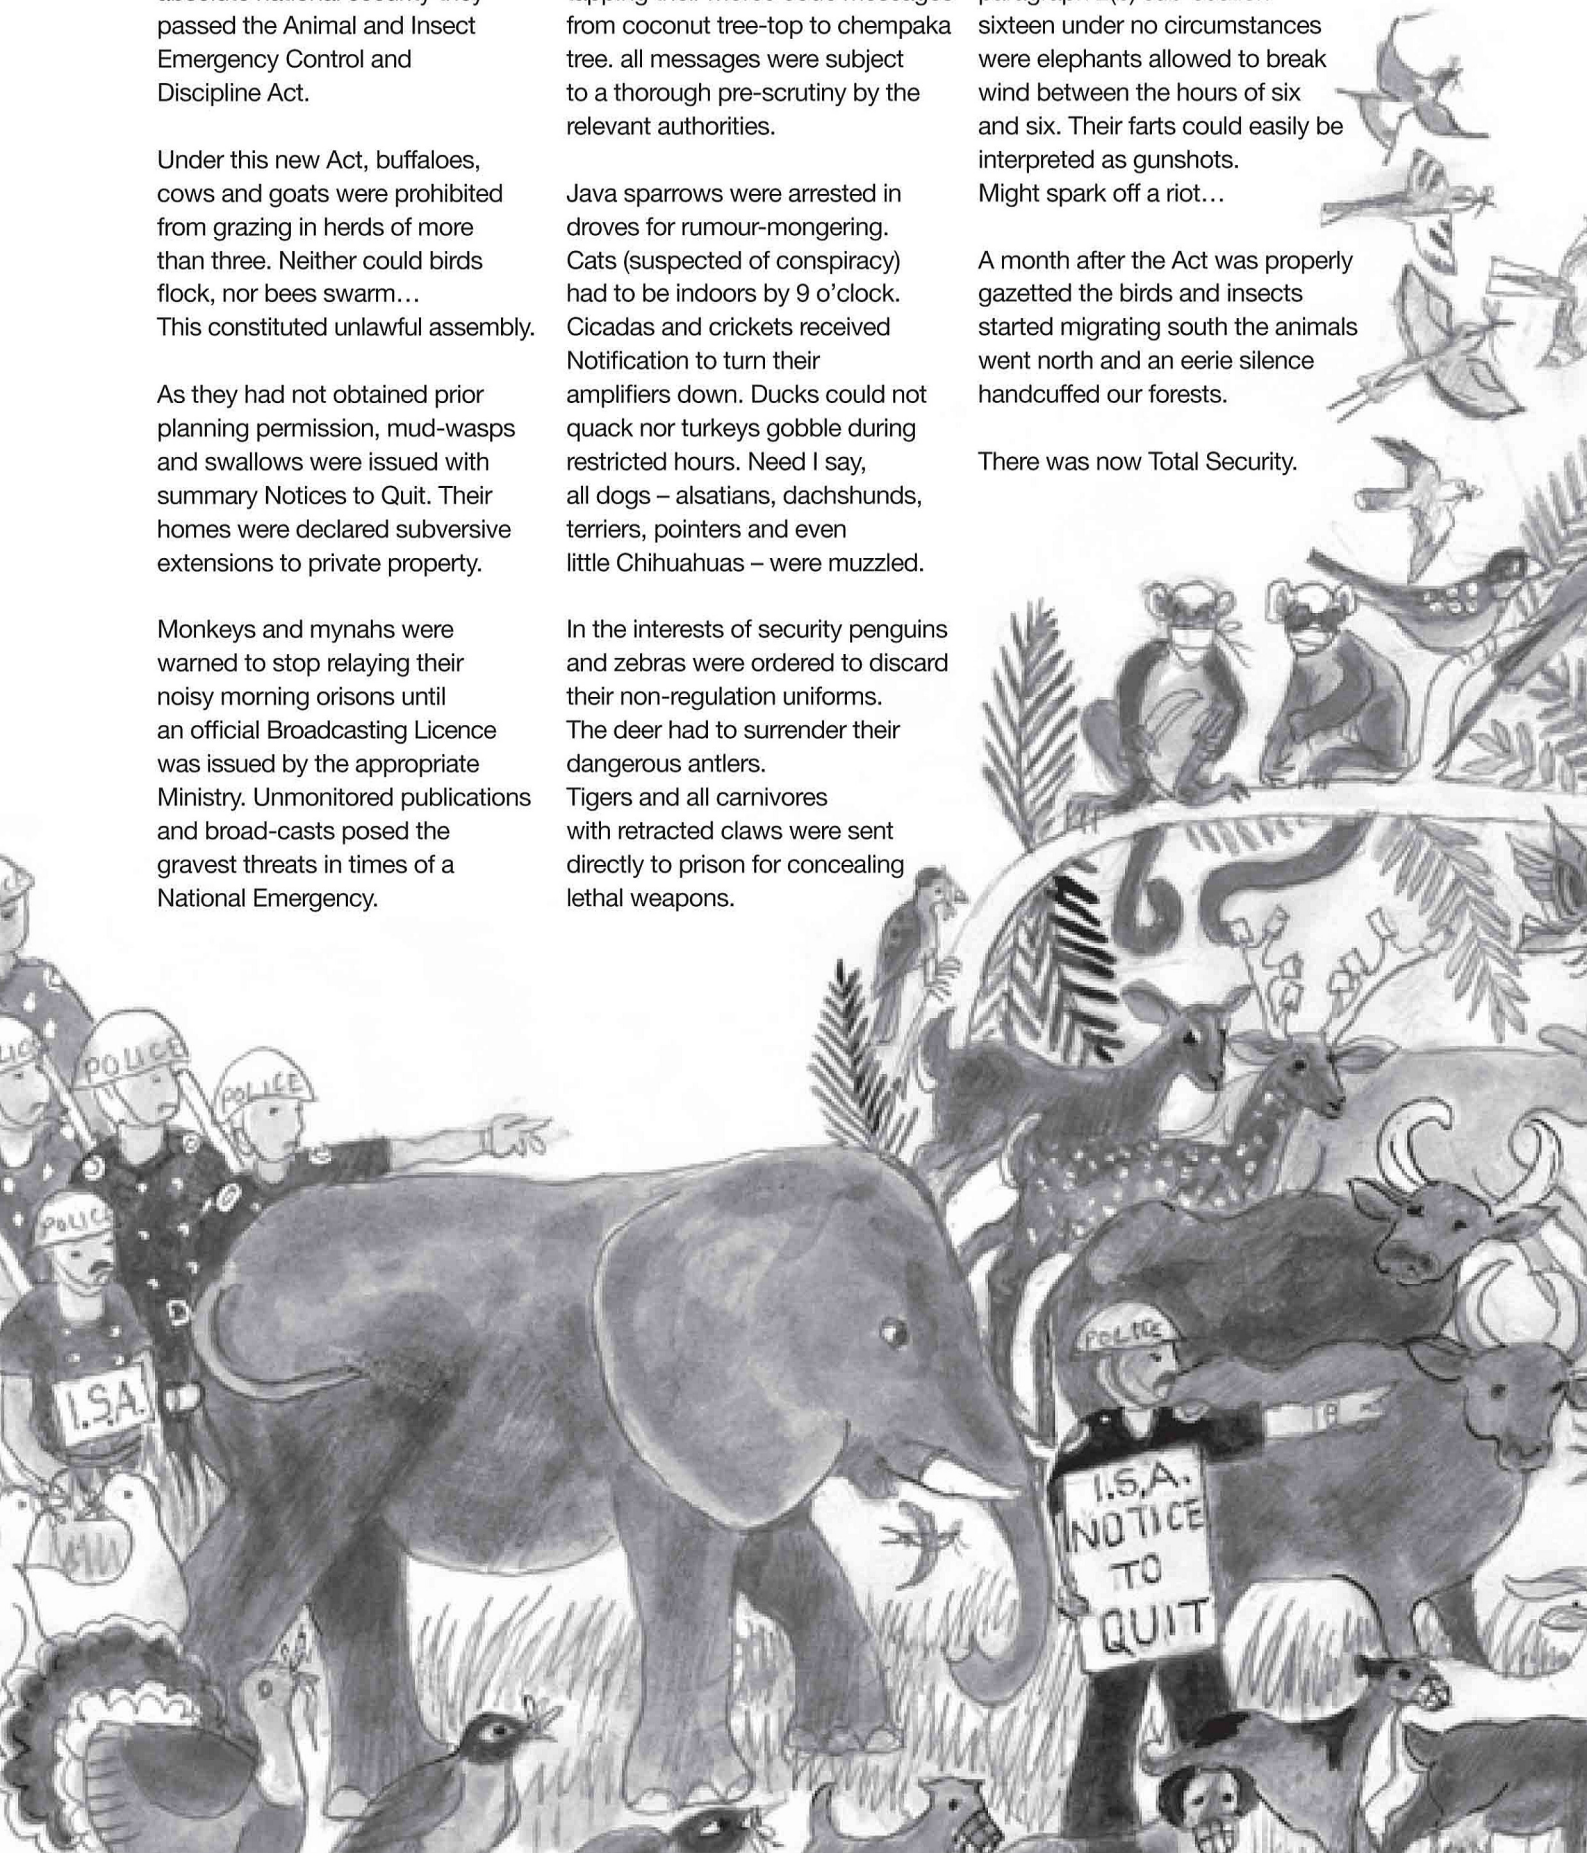 passed the Animal and Insect
Emergency Control and
Discipline Act.
Under this new Act, buffaloes,
cows and goats were prohibited
from grazing in herds of more
than three. Neither could birds
flock, nor bees swarm…
This constituted unlawful assembly.
As they had not obtained prior
planning permission, mud-wasps
and swallows were issued with
summary Notices to Quit. Their
homes were declared subversive
extensions to private property.
Monkeys and mynahs were
warned to stop relaying their
noisy morning orisons until
an official Broadcasting Licence
was issued by the appropriate
Ministry. Unmonitored publications
and broad-casts posed the
gravest threats in times of a
National Emergency.
from coconut tree-top to chempaka
tree. all messages were subject
to a thorough pre-scrutiny by the
relevant authorities.
Java sparrows were arrested in
droves for rumour-mongering.
Cats (suspected of conspiracy)
had to be indoors by 9 o’clock.
Cicadas and crickets received
Notification to turn their
amplifiers down. Ducks could not
quack nor turkeys gobble during
restricted hours. Need I say,
all dogs – alsatians, dachshunds,
terriers, pointers and even
little Chihuahuas – were muzzled.
In the interests of security penguins
and zebras were ordered to discard
their non-regulation uniforms.
The deer had to surrender their
dangerous antlers.
Tigers and all carnivores
with retracted claws were sent
directly to prison for concealing
lethal weapons.
sixteen under no circumstances
were elephants allowed to break
wind between the hours of six
and six. Their farts could easily be
interpreted as gunshots.
Might spark off a riot…
A month after the Act was properly
gazetted the birds and insects
started migrating south the animals
went north and an eerie silence
handcuffed our forests.
There was now Total Security.
POLICE
POLICE
POLICE
I.S.A.
POLICE
I.S.A.
NOTICE
TO
QUIT